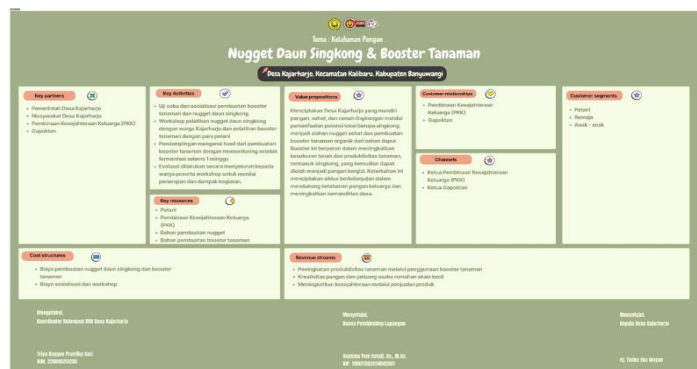 Tema : Ketahanan Pangan
Nugget Daun Singkong & Booster Tanaman
Desa Kajarharjo, Kecamatan Kalibaru, Kabupaten Banyuwangi
Key partners
Pemerintah Desa Kajarharjo
Masyarakat Desa Kajarharjo
Pembinaan Kesejahteraan Keluarga (PKK)
Gapoktan
Key Activities
Uji coba dan sosialisasi pembuatan booster
tanaman dan nugget daun singkong
Workshop pelatihan nugget daun singkong
dengan warga Kajarharjo dan pelatihan booster
tanaman dengan para petani
Pendampingan mengenai hasil dari pembuatan
booster tanaman dengan memonitoring setelah
fermentasi selama 1 minggu
Evaluasi dilakukan secara menyeluruh kepada
warga peserta workshop untuk menilai
penerapan dan dampak kegiatan.
Key resources
Petani
Pembinaan Kesejahteraan Keluarga
(PKK)
Bahan pembuatan nugget
Bahan pembuatan booster tanaman
Value propositions
Menciptakan Desa Kajarharjo yang mandiri
pangan, sehat, dan ramah lingkungan melalui
pemanfaatan potensi lokal berupa singkong
menjadi olahan nugget sehat dan pembuatan
booster tanaman organik dari bahan dapur.
Booster ini berperan dalam meningkatkan
kesuburan tanah dan produktivitas tanaman,
termasuk singkong, yang kemudian dapat
diolah menjadi pangan bergizi. Keterkaitan ini
menciptakan siklus berkelanjutan dalam
mendukung ketahanan pangan keluarga dan
meningkatkan kemandirian desa.
Customer relationships
Pembinaan Kesejahteraan
Keluarga (PKK)
Gapoktan
Channels
Ketua Pembinaan Kesejahteraan
Keluarga (PKK)
Ketua Gapoktan
Customer segments
Petani
Remaja
Anak - anak
Cost structures
Biaya pembuatan nugget daun singkong dan booster
tanaman
Biaya sosialisasi dan workshop
Revenue streams
Peningkatan produktivitas tanaman melalui penggunaan booster tanaman
Kreativitas pangan dan peluang usaha rumahan skala kecil
Meningkatkan kesejahteraan melalui penjualan produk
Mengetahui,
Koordinator Kelompok KKN Desa Kajarharjo
Menyetujui,
Dosen Pembimbing Lapangan
Menyetujui,
Kepala Desa Kajarharjo